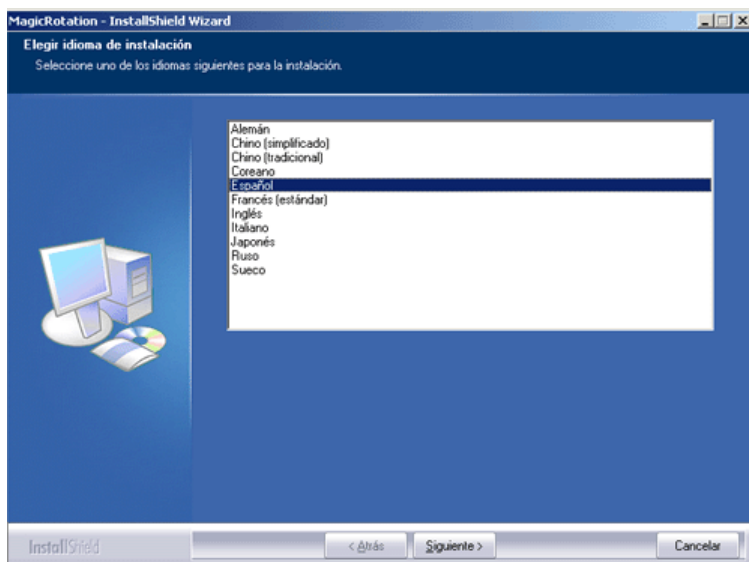 MagicRotation - InstallShield Wizard
Elegir idioma de instalación
Seleccione uno de los idiomas siguientes para la instalación.
Alemán
Chino (simplificado)
Chino (tradicional)
Coreano
Español
Francés (estándar)
Inglés
Italiano
Japonés
Ruso
Sueco
InstallShield
< Atrás
Siguiente >
Cancelar